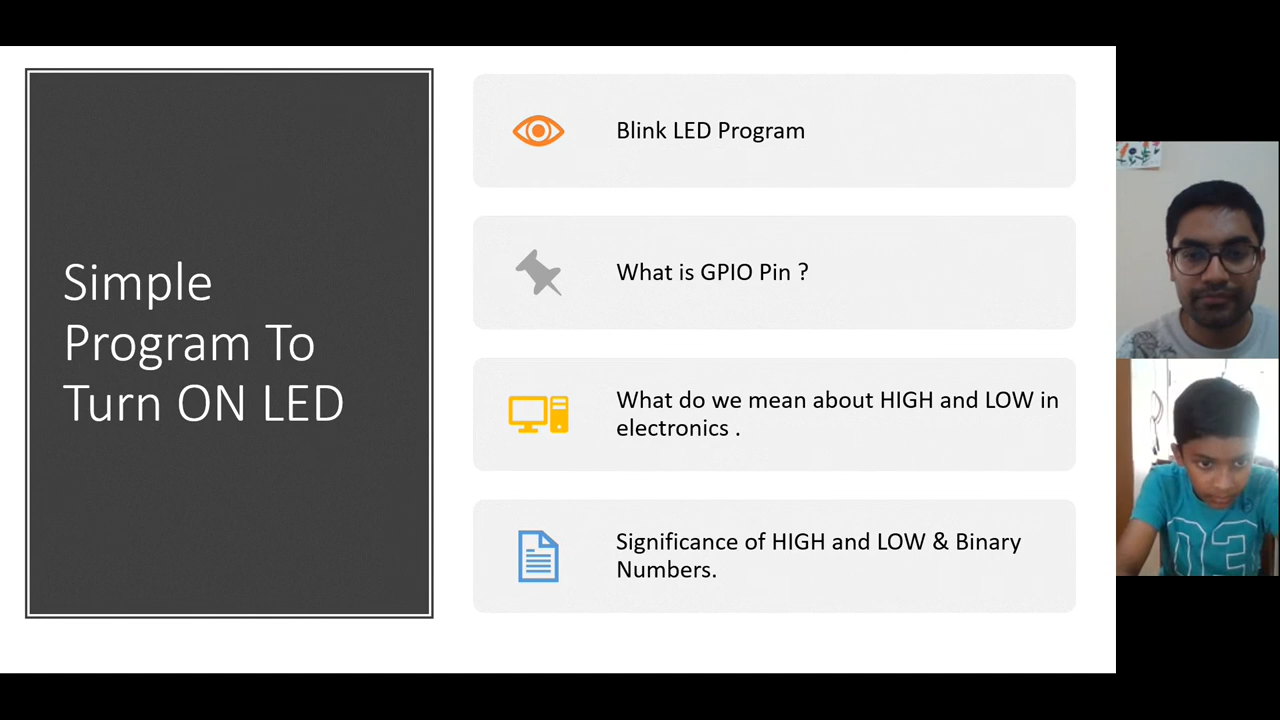 Simple
Program To
Turn ON LED
Blink LED Program
What is GPIO Pin ?
What do we mean about HIGH and LOW in
electronics .
Significance of HIGH and LOW & Binary
Numbers.
03